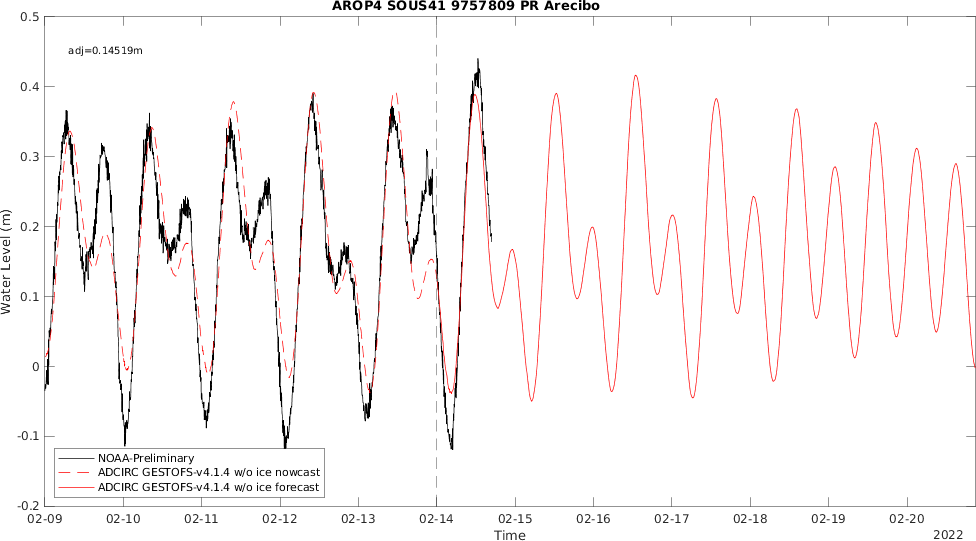 AROP4 SOUS41 9757809 PR Arecibo
0.5
adj=0.14519m
0.4
0.3
0.2
0.1
0
-0.1
-0.2
Water Level (m)
NOAA-Preliminary
ADCIRC GESTOFS-v4.1.4 w/o ice nowcast
ADCIRC GESTOFS-v4.1.4 w/o ice forecast
02-09 02-10 02-11 02-12 02-13 02-14 02-15 02-16 02-17 02-18 02-19 02-20
Time
2022